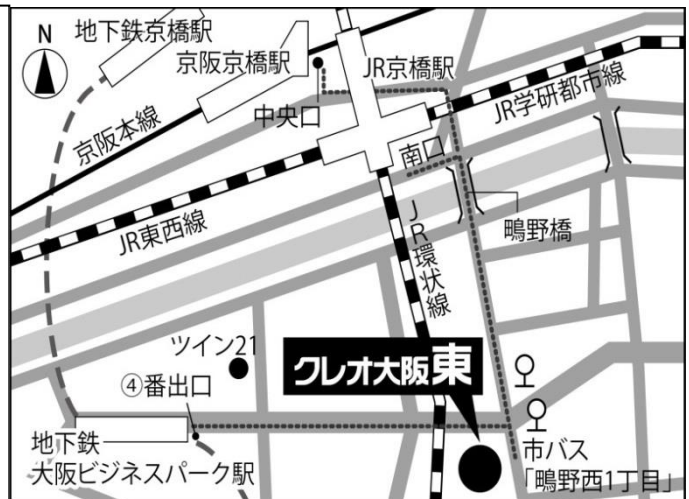 N
地下鉄京橋駅
京阪京橋駅
JR京橋駅
中央口
JR学研都市線
京阪本線
南口
JR東西線
鴫野橋
JR環状線
ツイン21
クレオ大阪東
④番出口
地下鉄
大阪ビジネスパーク駅
市バス
「鴫野西1丁目」